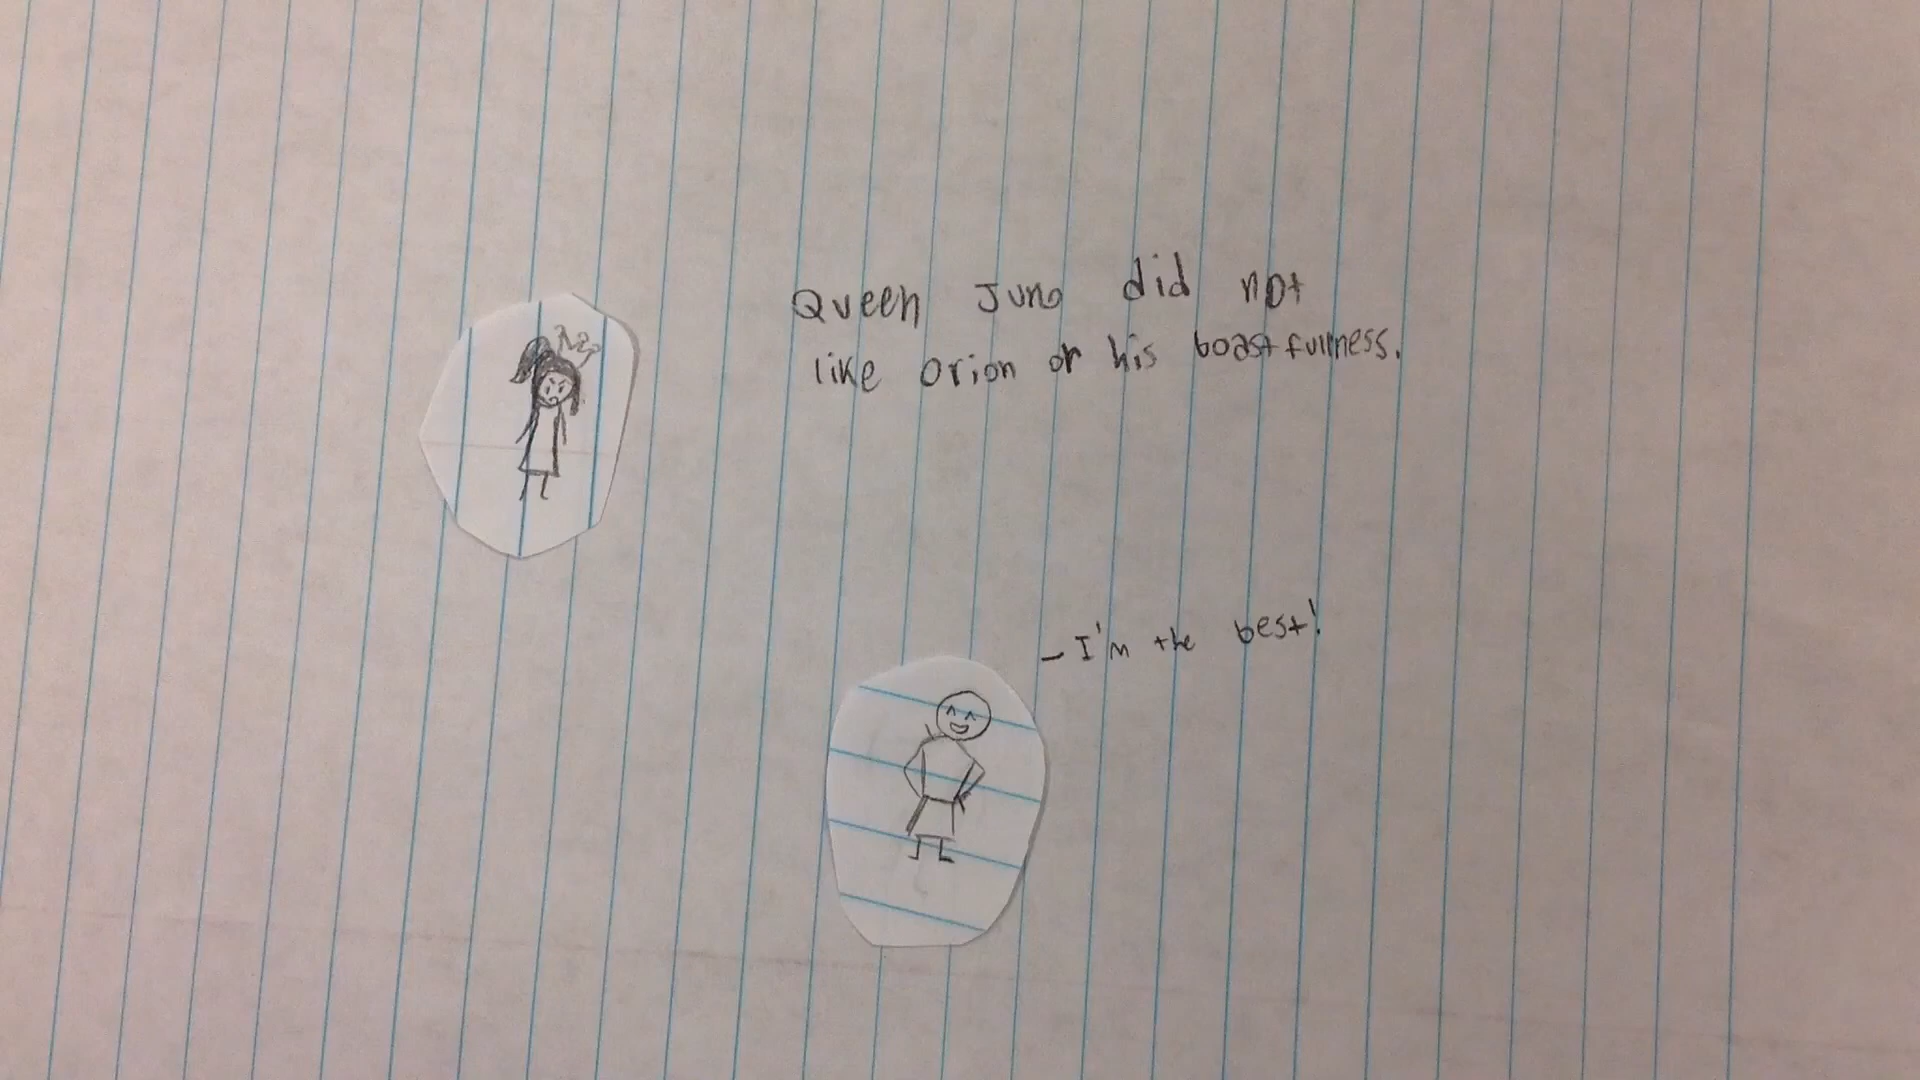 Queen Juno did not
like Orion or his boastfullness.
- I'm the best!